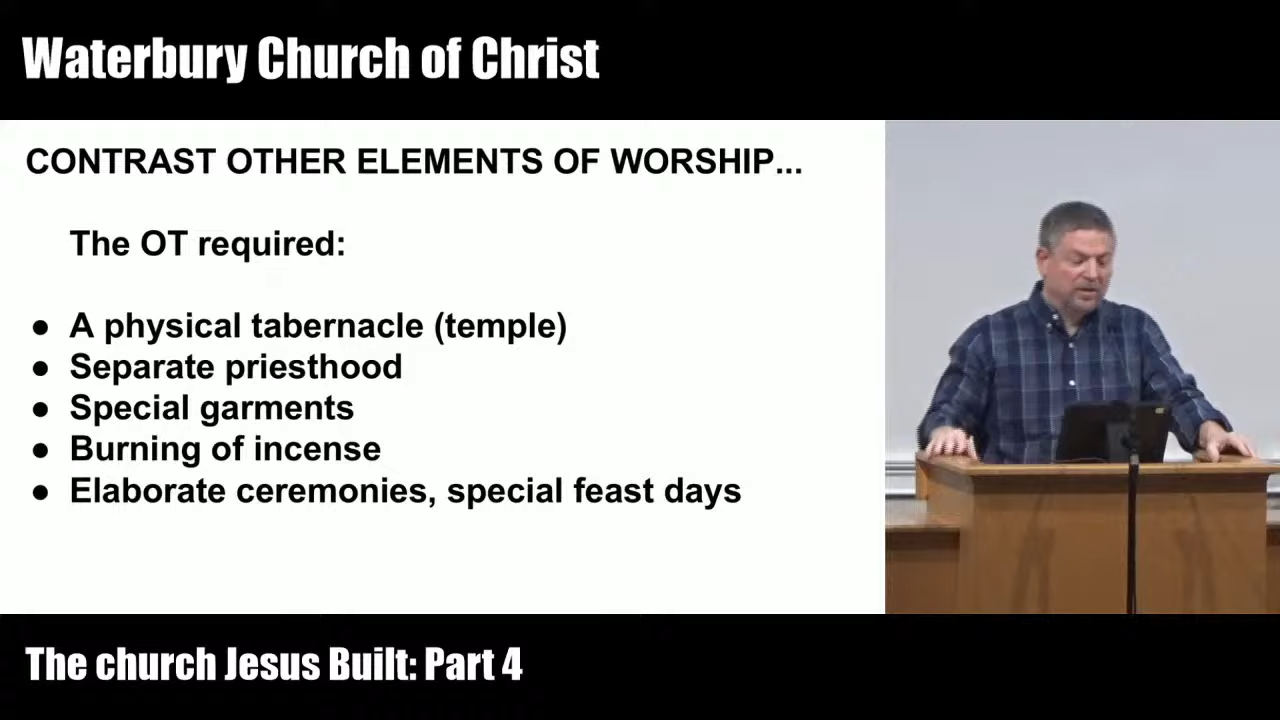 Waterbury Church of Christ
CONTRAST OTHER ELEMENTS OF WORSHIP...
The OT required:
● A physical tabernacle (temple)
● Separate priesthood
● Special garments
● Burning of incense
● Elaborate ceremonies, special feast days
The church Jesus Built: Part 4